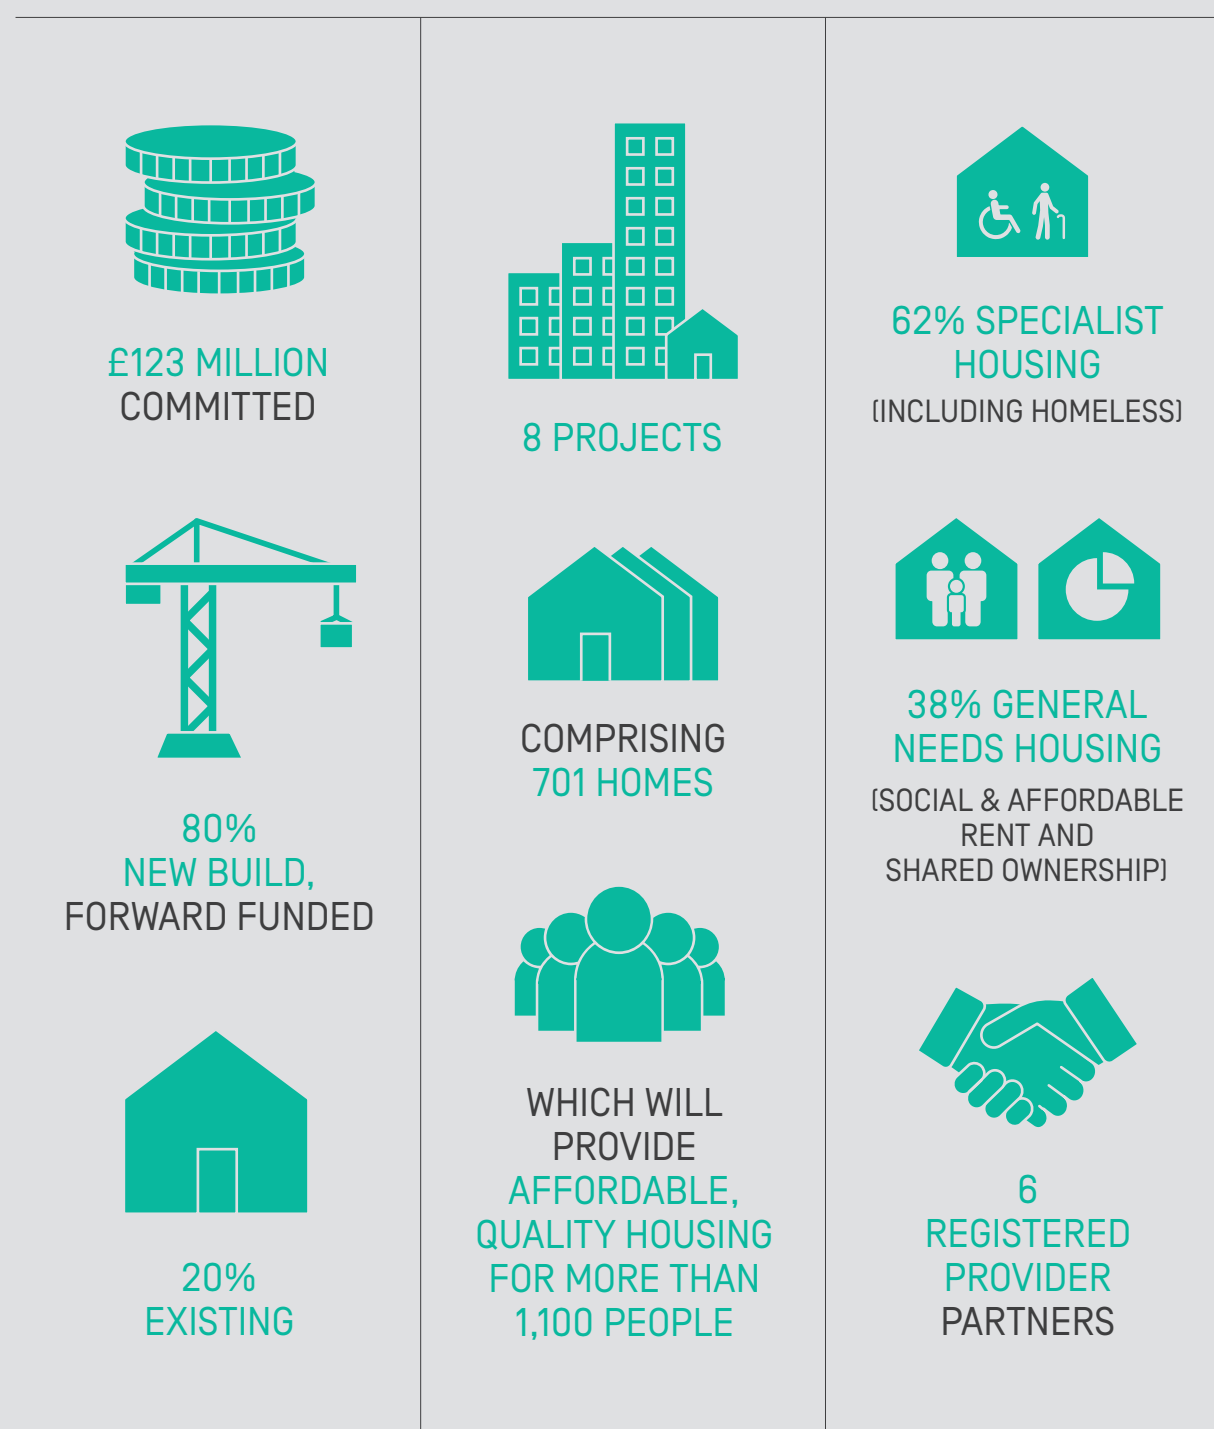 £123 MILLION
COMMITTED
80%
NEW BUILD,
FORWARD FUNDED
20%
EXISTING
8 PROJECTS
COMPRISING
701 HOMES
WHICH WILL
PROVIDE
AFFORDABLE,
QUALITY HOUSING
FOR MORE THAN
1,100 PEOPLE
62% SPECIALIST
HOUSING
(INCLUDING HOMELESS)
38% GENERAL
NEEDS HOUSING
(SOCIAL & AFFORDABLE
RENT AND
SHARED OWNERSHIP)
6
REGISTERED
PROVIDER
PARTNERS